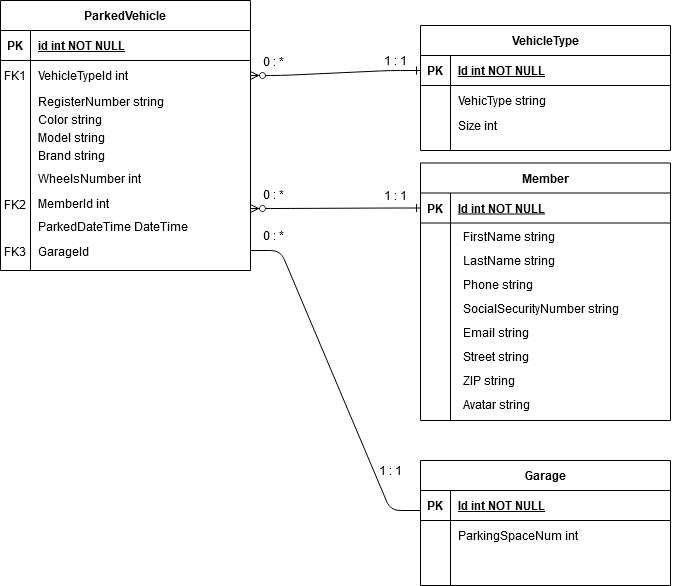 ParkedVehicle
PK id int NOT NULL
FK1 VehicleTypeId int
RegisterNumber string
Color string
Model string
Brand string
WheelsNumber int
FK2 MemberId int
ParkedDateTime DateTime
FK3 GarageId
0 : *
1 : 1
VehicleType
PK Id int NOT NULL
VehicType string
Size int
0 : *
1 : 1
Member
PK Id int NOT NULL
FirstName string
LastName string
Phone string
SocialSecurityNumber string
Email string
Street string
ZIP string
Avatar string
0 : *
1 : 1
Garage
PK Id int NOT NULL
ParkingSpaceNum int